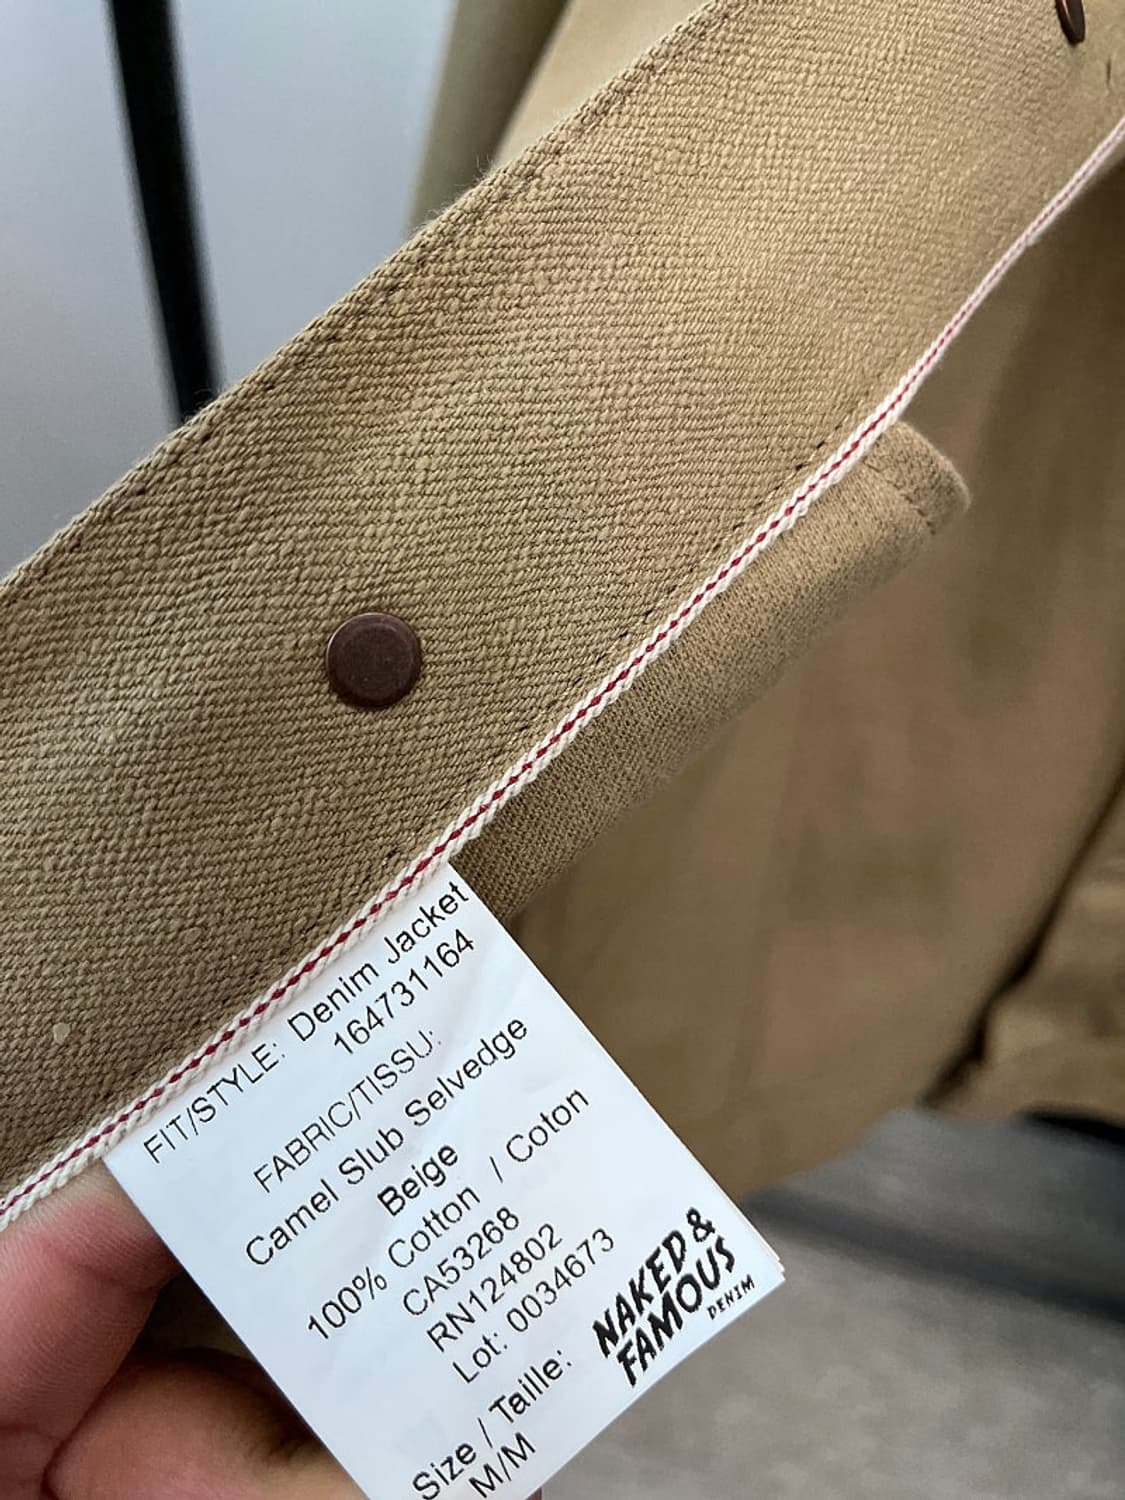 FIT/STYLE: Denim Jacket
164731164
FABRIC/TISSU:
Camel Slub Selvedge
Beige
100% Cotton / Coton
CA53268
RN124802
Lot: 0034673
Size / Taille:
M/M
NAKED &
FAMOUS
DENIM